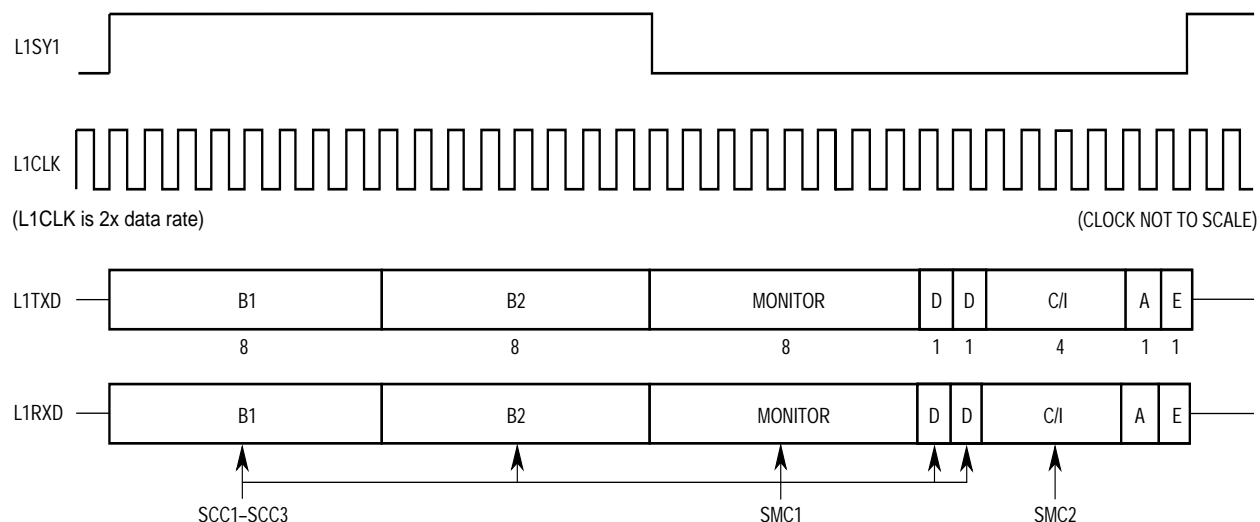 L1SY1
L1CLK
(L1CLK is 2x data rate)
(CLOCK NOT TO SCALE)
L1TXD B1 B2 MONITOR D D C/I A E
8 8 8 1 1 4 1 1
L1RXD B1 B2 MONITOR D D C/I A E
SCC1–SCC3 SMC1 SMC2